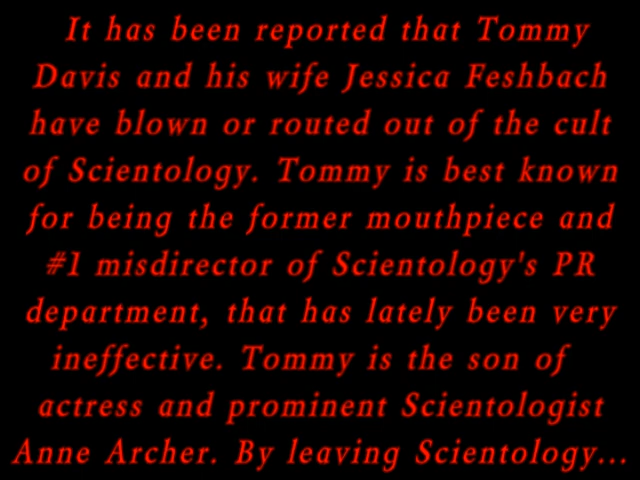 It has been reported that Tommy
Davis and his wife Jessica Feshbach
have blown or routed out of the cult
of Scientology. Tommy is best known
for being the former mouthpiece and
#1 misdirector of Scientology's PR
department, that has lately been very
ineffective. Tommy is the son of
actress and prominent Scientologist
Anne Archer. By leaving Scientology...